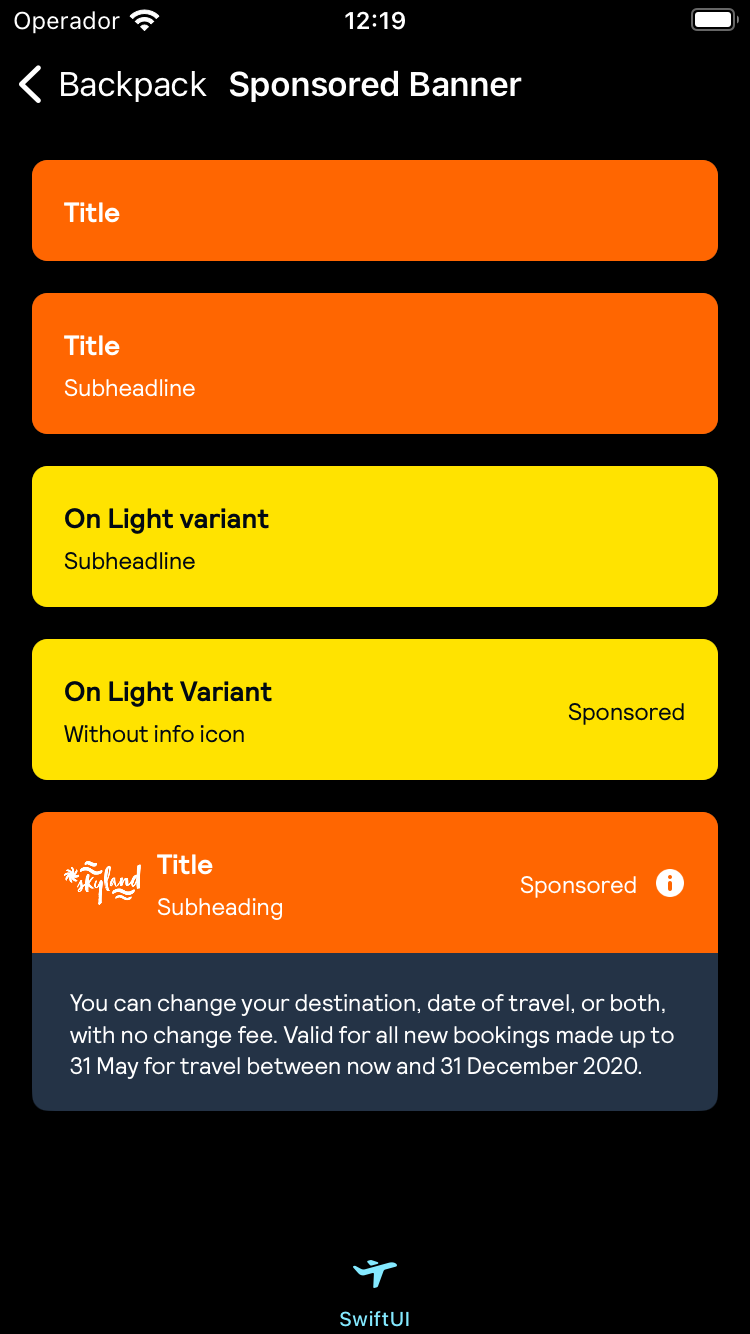 Operador 12:19
Backpack Sponsored Banner
Title
Title
Subheadline
On Light variant
Subheadline
On Light Variant
Without info icon
Sponsored
skyland
Title
Subheading
Sponsored
You can change your destination, date of travel, or both,
with no change fee. Valid for all new bookings made up to
31 May for travel between now and 31 December 2020.
SwiftUI